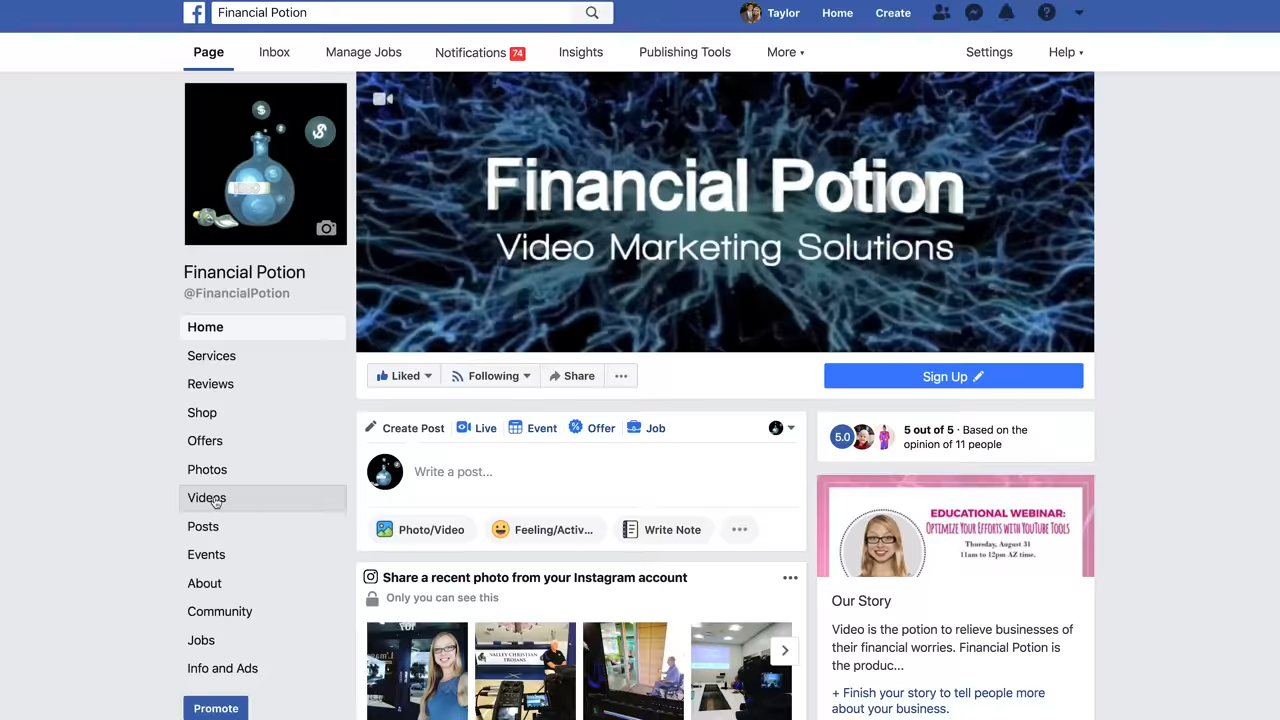 Financial Potion
Taylor
Home
Create
Page
Inbox
Manage Jobs
Notifications 74
Insights
Publishing Tools
More
Settings
Help
Financial Potion
Video Marketing Solutions
Financial Potion
@FinancialPotion
Home
Services
Reviews
Shop
Offers
Photos
Videos
Posts
Events
About
Community
Jobs
Info and Ads
Promote
Liked
Following
Share
Sign Up
Create Post
Live
Event
Offer
Job
Write a post...
Photo/Video
Feeling/Activ...
Write Note
Share a recent photo from your Instagram account
Only you can see this
VALLEY CHRISTIAN
TROJANS
5.0
5 out of 5 · Based on the
opinion of 11 people
EDUCATIONAL WEBINAR:
OPTIMIZE YOUR EFFORTS WITH YOUTUBE TOOLS
Thursday, August 31
11am to 12pm AZ time.
Our Story
Video is the potion to relieve businesses of
their financial worries. Financial Potion is
the produc...
+ Finish your story to tell people more
about your business.